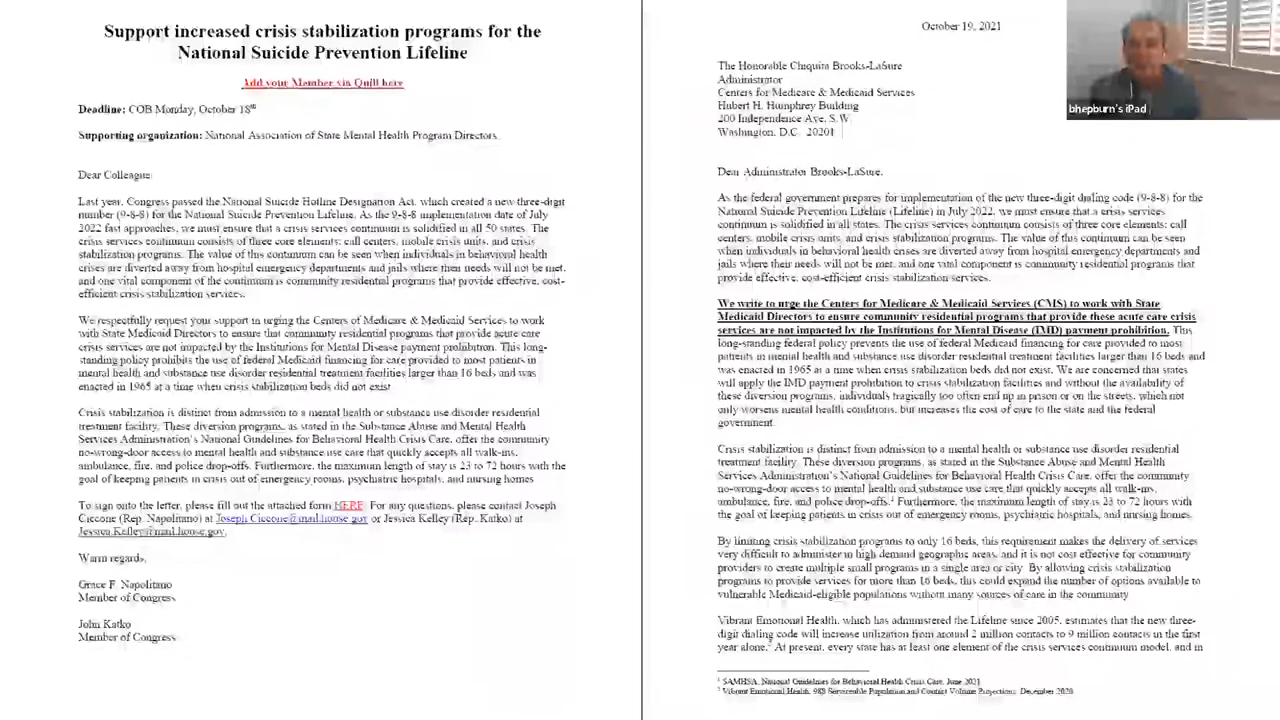 Support increased crisis stabilization programs for the
National Suicide Prevention Lifeline
Add your Member via Quill here
Deadline: COB Monday, October 18th
Supporting organization: National Association of State Mental Health Program Directors
Dear Colleague:
Last year, Congress passed the National Suicide Hotline Designation Act, which created a new three-digit
number (9-8-8) for the National Suicide Prevention Lifeline. As the 9-8-8 implementation date of July
2022 fast approaches, we must ensure that a crisis services continuum is solidified in all 50 states. The
crisis services continuum consists of three core elements: call centers, mobile crisis units, and crisis
stabilization programs. The value of this continuum can be seen when individuals in behavioral health
crises are diverted away from hospital emergency departments and jails where their needs will not be met,
and one vital component of the continuum is community residential programs that provide effective, cost-
efficient crisis stabilization services.
We respectfully request your support in urging the Centers of Medicare & Medicaid Services to work
with State Medicaid Directors to ensure that community residential programs that provide acute care
crisis services are not impacted by the Institutions for Mental Disease payment prohibition. This long-
standing policy prohibits the use of federal Medicaid financing for care provided to most patients in
mental health and substance use disorder residential treatment facilities larger than 16 beds and was
enacted in 1965 at a time when crisis stabilization beds did not exist.
Crisis stabilization is distinct from admission to a mental health or substance use disorder residential
treatment facility. These diversion programs, as stated in the Substance Abuse and Mental Health
Services Administration's National Guidelines for Behavioral Health Crisis Care, offer the community
no-wrong-door access to mental health and substance use care that quickly accepts all walk-ins,
ambulance, fire, and police drop-offs. Furthermore, the maximum length of stay is 23 to 72 hours with the
goal of keeping patients in crisis out of emergency rooms, psychiatric hospitals, and nursing homes
To sign onto the letter, please fill out the attached form HERE. For any questions, please contact Joseph
Ciccone (Rep. Napolitano) at Joseph.Ciccone@mail.house.gov or Jessica Kelley (Rep. Katko) at
Jessica.Kelley@mail.house.gov.
Warm regards,
Grace F. Napolitano
Member of Congress
John Katko
Member of Congress
October 19, 2021
The Honorable Chiquita Brooks-LaSure
Administrator
Centers for Medicare & Medicaid Services
Hubert H. Humphrey Building
200 Independence Ave, S.W
Washington, D.C. 20201
Dear Administrator Brooks-LaSure,
As the federal government prepares for implementation of the new three-digit dialing code (9-8-8) for the
National Suicide Prevention Lifeline (Lifeline) in July 2022, we must ensure that a crisis services
continuum is solidified in all states. The crisis services continuum consists of three core elements: call
centers, mobile crisis units, and crisis stabilization programs. The value of this continuum can be seen
when individuals in behavioral health crises are diverted away from hospital emergency departments and
jails where their needs will not be met, and one vital component is community residential programs that
provide effective, cost-efficient crisis stabilization services.
We write to urge the Centers for Medicare & Medicaid Services (CMS) to work with State
Medicaid Directors to ensure community residential programs that provide these acute care crisis
services are not impacted by the Institutions for Mental Disease (IMD) payment prohibition. This
long-standing federal policy prevents the use of federal Medicaid financing for care provided to most
patients in mental health and substance use disorder residential treatment facilities larger than 16 beds and
was enacted in 1965 at a time when crisis stabilization beds did not exist. We are concerned that states
will apply the IMD payment prohibition to crisis stabilization facilities and without the availability of
these diversion programs, individuals tragically too often end up in prison or on the streets, which not
only worsens mental health conditions, but increases the cost of care to the state and the federal
government.
Crisis stabilization is distinct from admission to a mental health or substance use disorder residential
treatment facility. These diversion programs, as stated in the Substance Abuse and Mental Health
Services Administration's National Guidelines for Behavioral Health Crisis Care, offer the community
no-wrong-door access to mental health and substance use care that quickly accepts all walk-ins,
ambulance, fire, and police drop-offs.1 Furthermore, the maximum length of stay is 23 to 72 hours with
the goal of keeping patients in crisis out of emergency rooms, psychiatric hospitals, and nursing homes.
By limiting crisis stabilization programs to only 16 beds, this requirement makes the delivery of services
very difficult to administer in high demand geographic areas, and it is not cost effective for community
providers to create multiple small programs in a single area or city. By allowing crisis stabilization
programs to provide services for more than 16 beds, this could expand the number of options available to
vulnerable Medicaid-eligible populations without many sources of care in the community
Vibrant Emotional Health, which has administered the Lifeline since 2005, estimates that the new three-
digit dialing code will increase utilization from around 2 million contacts to 9 million contacts in the first
year alone.2 At present, every state has at least one element of the crisis services continuum model, and in
1 SAMHSA, National Guidelines for Behavioral Health Crisis Care, June 2021
2 Vibrant Emotional Health, 988 Serviceable Population and Contact Volume Projections, December 2020
bhepburn's iPad